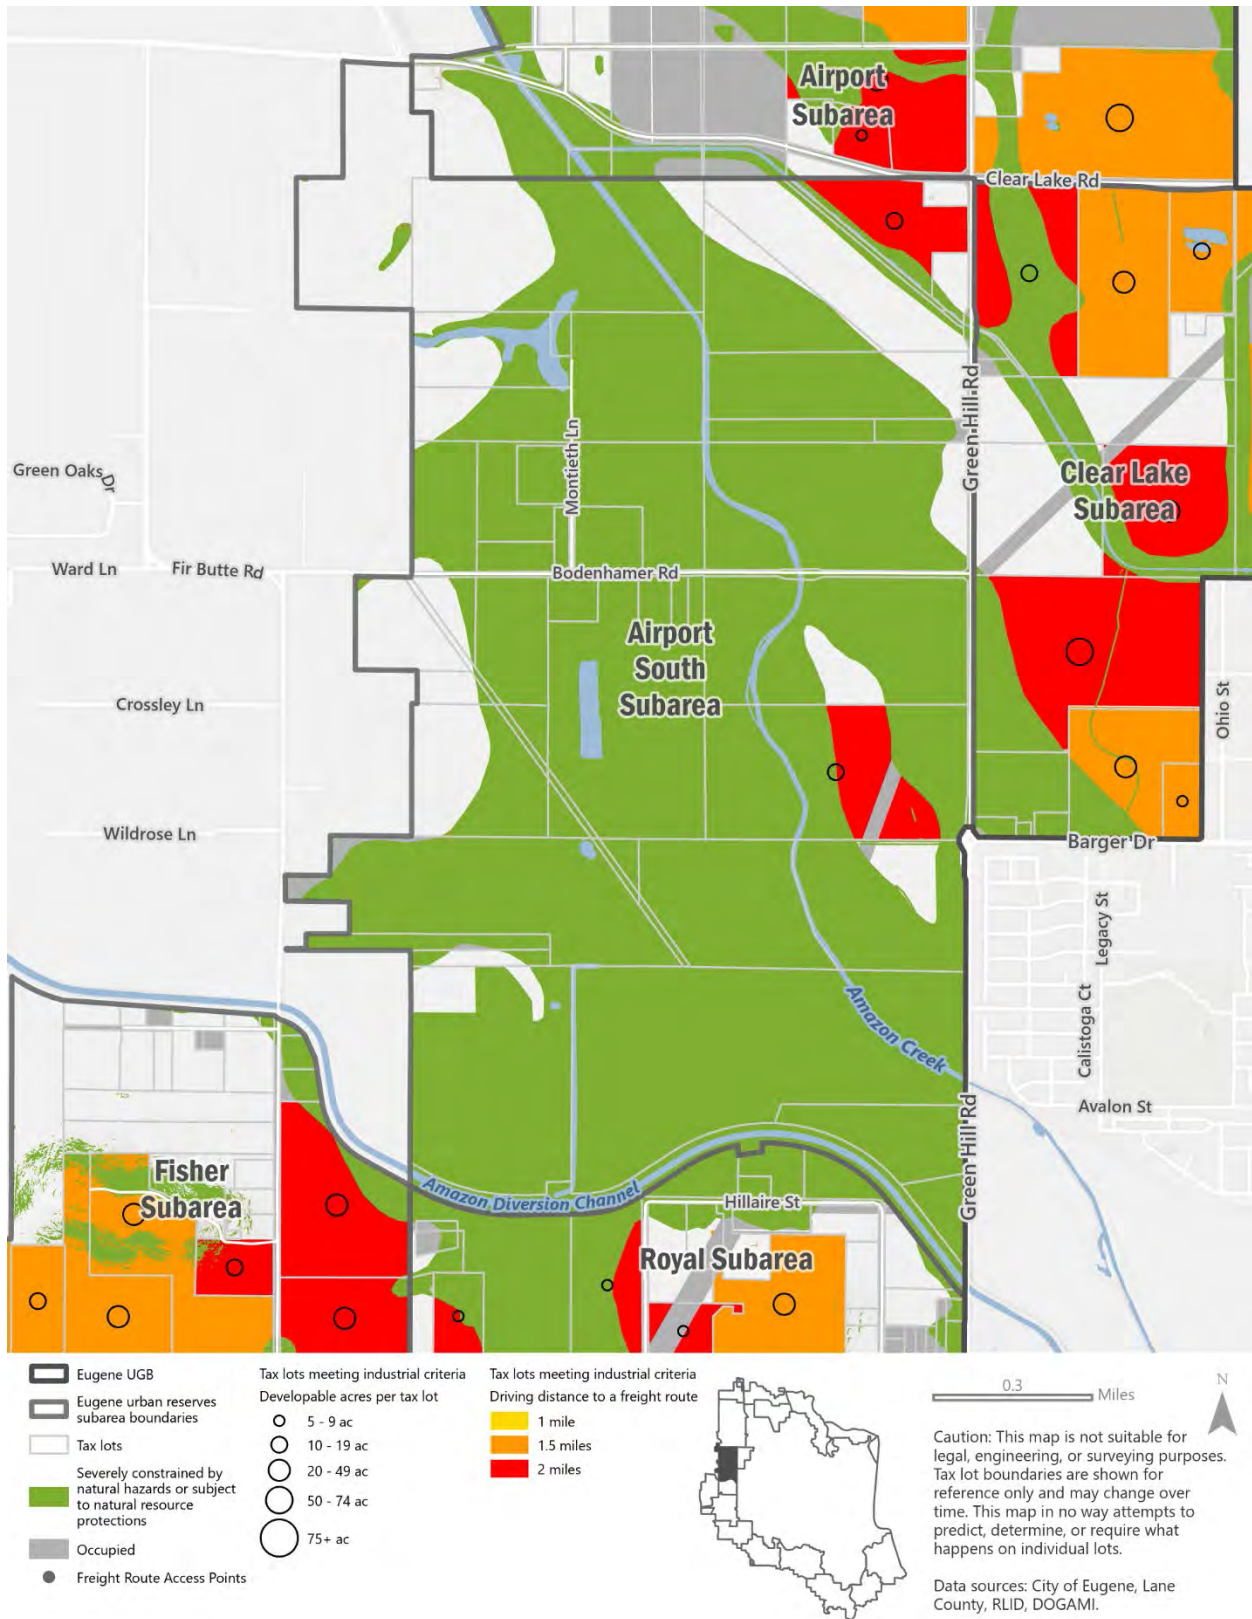 Airport
Subarea
Clear Lake Rd
Green Hill Rd
Montieth Ln
Green Oaks Dr
Clear Lake
Subarea
Ward Ln
Fir Butte Rd
Bodenhamer Rd
Airport
South
Subarea
Crossley Ln
Ohio St
Wildrose Ln
Barger Dr
Legacy St
Amazon Creek
Calistoga Ct
Avalon St
Green Hill Rd
Fisher
Subarea
Amazon Diversion Channel
Hillaire St
Royal Subarea
Eugene UGB
Eugene urban reserves
subarea boundaries
Tax lots
Severely constrained by
natural hazards or subject
to natural resource
protections
Occupied
Freight Route Access Points
Tax lots meeting industrial criteria
Developable acres per tax lot
5 - 9 ac
10 - 19 ac
20 - 49 ac
50 - 74 ac
75+ ac
Tax lots meeting industrial criteria
Driving distance to a freight route
1 mile
1.5 miles
2 miles
0.3
Miles
N
Caution: This map is not suitable for
legal, engineering, or surveying purposes.
Tax lot boundaries are shown for
reference only and may change over
time. This map in no way attempts to
predict, determine, or require what
happens on individual lots.
Data sources: City of Eugene, Lane
County, RLID, DOGAMI.